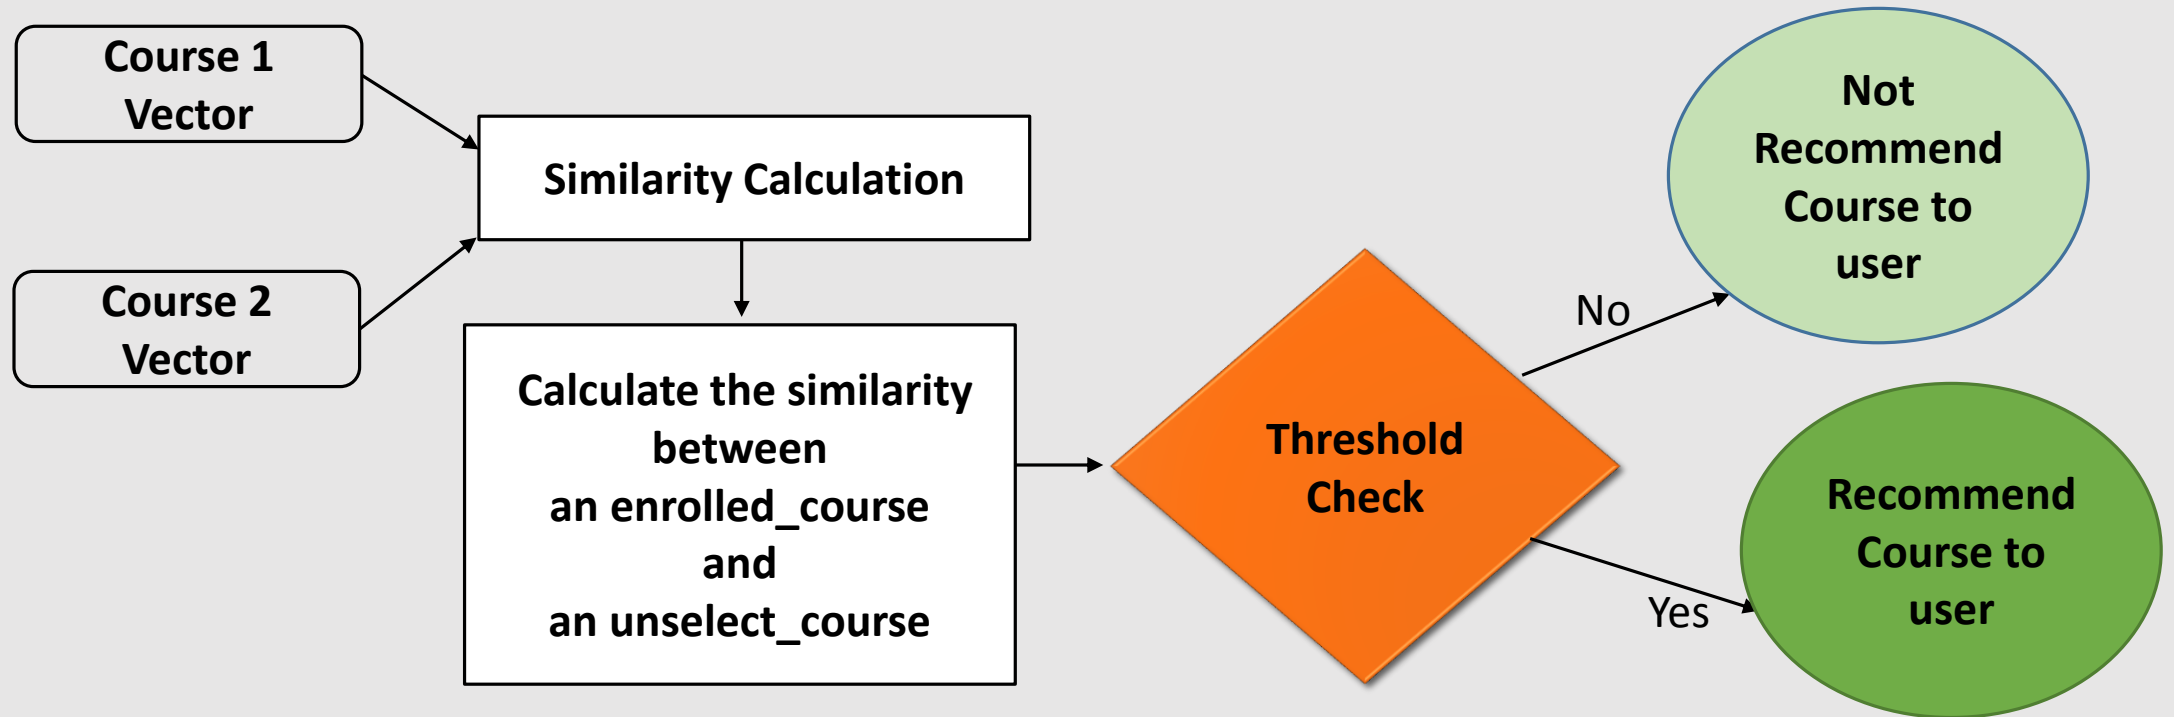 Course 1
Vector
Course 2
Vector
Similarity Calculation
Calculate the similarity
between
an enrolled_course
and
an unselect_course
Threshold
Check
No
Yes
Not
Recommend
Course to
user
Recommend
Course to
user